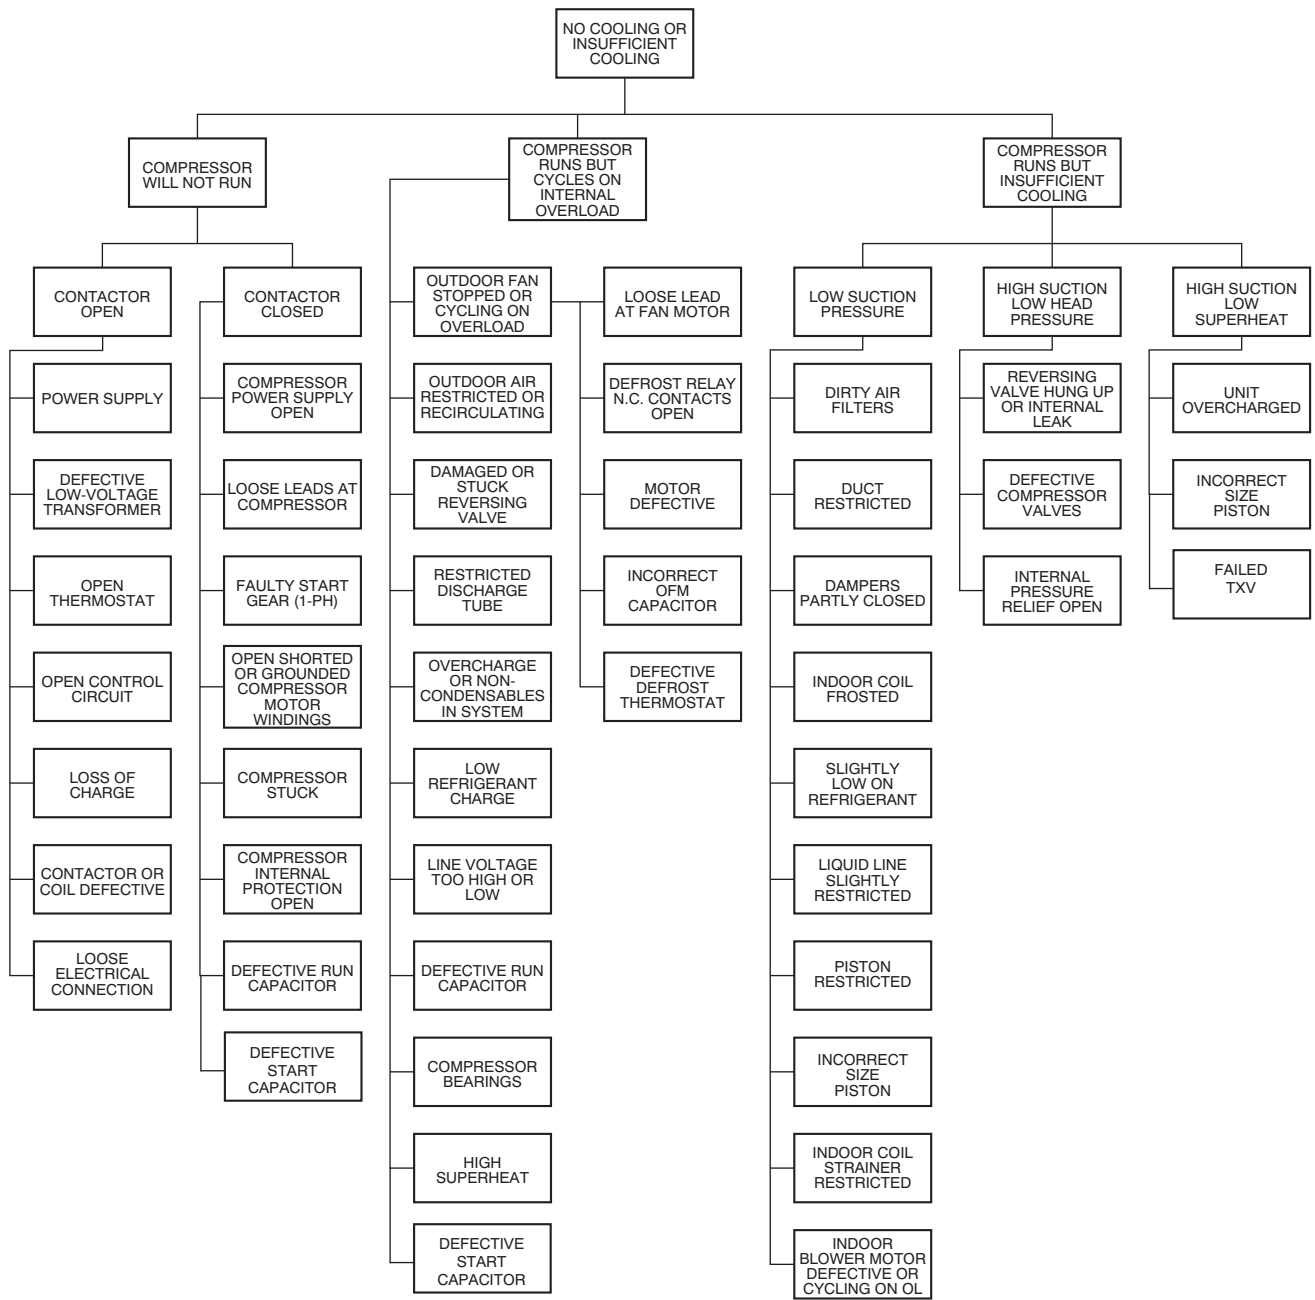 NO COOLING OR
INSUFFICIENT
COOLING
COMPRESSOR
WILL NOT RUN
COMPRESSOR
RUNS BUT
CYCLES ON
INTERNAL
OVERLOAD
COMPRESSOR
RUNS BUT
INSUFFICIENT
COOLING
CONTACTOR
OPEN
POWER SUPPLY
DEFECTIVE
LOW-VOLTAGE
TRANSFORMER
OPEN
THERMOSTAT
OPEN CONTROL
CIRCUIT
LOSS OF
CHARGE
CONTACTOR OR
COIL DEFECTIVE
LOOSE
ELECTRICAL
CONNECTION
CONTACTOR
CLOSED
COMPRESSOR
POWER SUPPLY
OPEN
LOOSE LEADS AT
COMPRESSOR
FAULTY START
GEAR (1-PH)
OPEN SHORTED
OR GROUNDED
COMPRESSOR
MOTOR
WINDINGS
COMPRESSOR
STUCK
COMPRESSOR
INTERNAL
PROTECTION
OPEN
DEFECTIVE RUN
CAPACITOR
DEFECTIVE
START
CAPACITOR
OUTDOOR FAN
STOPPED OR
CYCLING ON
OVERLOAD
OUTDOOR AIR
RESTRICTED OR
RECIRCULATING
DAMAGED OR
STUCK
REVERSING
VALVE
RESTRICTED
DISCHARGE
TUBE
OVERCHARGE
OR NON-
CONDENSABLES
IN SYSTEM
LOW
REFRIGERANT
CHARGE
LINE VOLTAGE
TOO HIGH OR
LOW
DEFECTIVE RUN
CAPACITOR
COMPRESSOR
BEARINGS
HIGH
SUPERHEAT
DEFECTIVE
START
CAPACITOR
LOOSE LEAD
AT FAN MOTOR
DEFROST RELAY
N.C. CONTACTS
OPEN
MOTOR
DEFECTIVE
INCORRECT
OFM
CAPACITOR
DEFECTIVE
DEFROST
THERMOSTAT
LOW SUCTION
PRESSURE
DIRTY AIR
FILTERS
DUCT
RESTRICTED
DAMPERS
PARTLY CLOSED
INDOOR COIL
FROSTED
SLIGHTLY
LOW ON
REFRIGERANT
LIQUID LINE
SLIGHTLY
RESTRICTED
PISTON
RESTRICTED
INCORRECT
SIZE
PISTON
INDOOR COIL
STRAINER
RESTRICTED
INDOOR
BLOWER MOTOR
DEFECTIVE OR
CYCLING ON OL
HIGH SUCTION
LOW HEAD
PRESSURE
REVERSING
VALVE HUNG UP
OR INTERNAL
LEAK
DEFECTIVE
COMPRESSOR
VALVES
INTERNAL
PRESSURE
RELIEF OPEN
HIGH SUCTION
LOW
SUPERHEAT
UNIT
OVERCHARGED
INCORRECT
SIZE
PISTON
FAILED
TXV